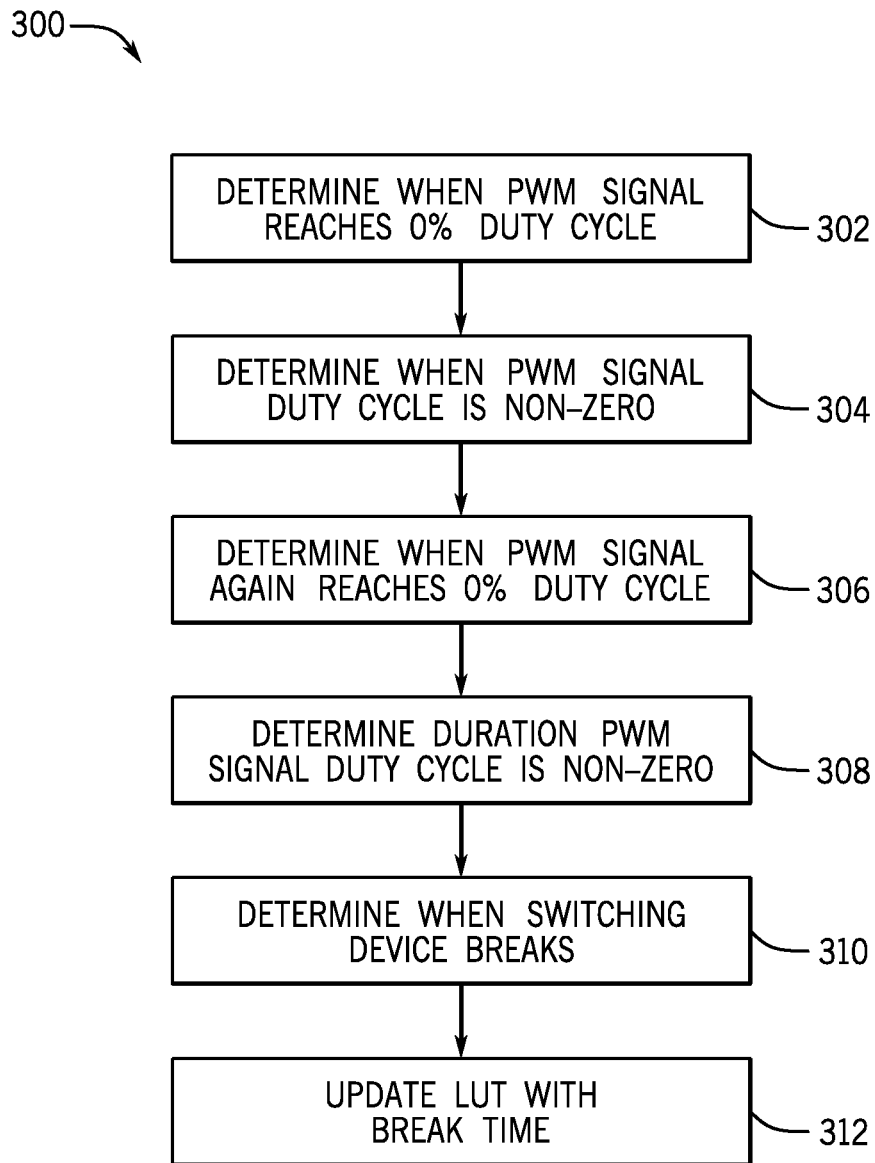 300
DETERMINE WHEN PWM SIGNAL
REACHES 0% DUTY CYCLE
302
DETERMINE WHEN PWM SIGNAL
DUTY CYCLE IS NON-ZERO
304
DETERMINE WHEN PWM SIGNAL
AGAIN REACHES 0% DUTY CYCLE
306
DETERMINE DURATION PWM
SIGNAL DUTY CYCLE IS NON-ZERO
308
DETERMINE WHEN SWITCHING
DEVICE BREAKS
310
UPDATE LUT WITH
BREAK TIME
312